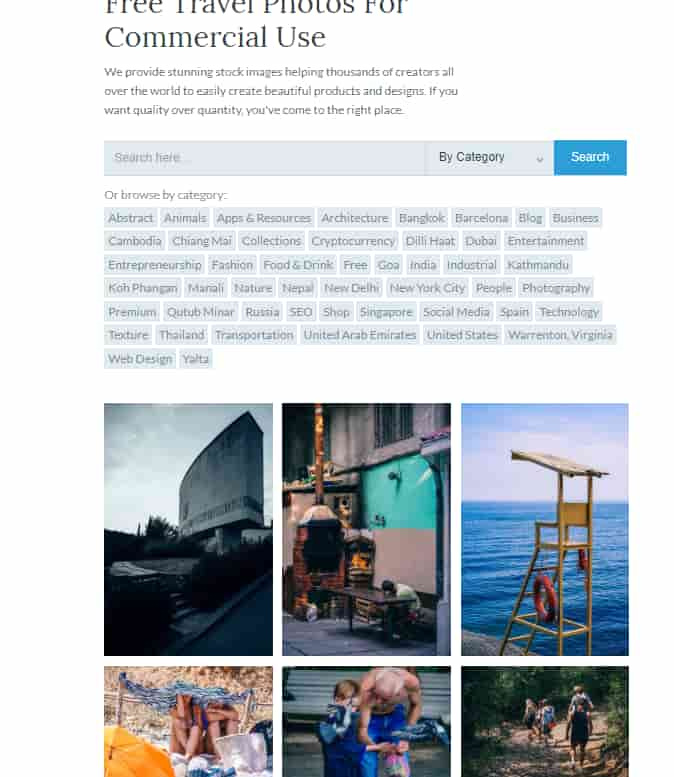 Free Travel Photos For
Commercial Use
We provide stunning stock images helping thousands of creators all
over the world to easily create beautiful products and designs. If you
want quality over quantity, you've come to the right place.
Search here... By Category Search
Or browse by category:
Abstract Animals Apps & Resources Architecture Bangkok Barcelona Blog Business
Cambodia Chiang Mai Collections Cryptocurrency Dilli Haat Dubai Entertainment
Entrepreneurship Fashion Food & Drink Free Goa India Industrial Kathmandu
Koh Phangan Manali Nature Nepal New Delhi New York City People Photography
Premium Qutub Minar Russia SEO Shop Singapore Social Media Spain Technology
Texture Thailand Transportation United Arab Emirates United States Warrenton, Virginia
Web Design Yalta